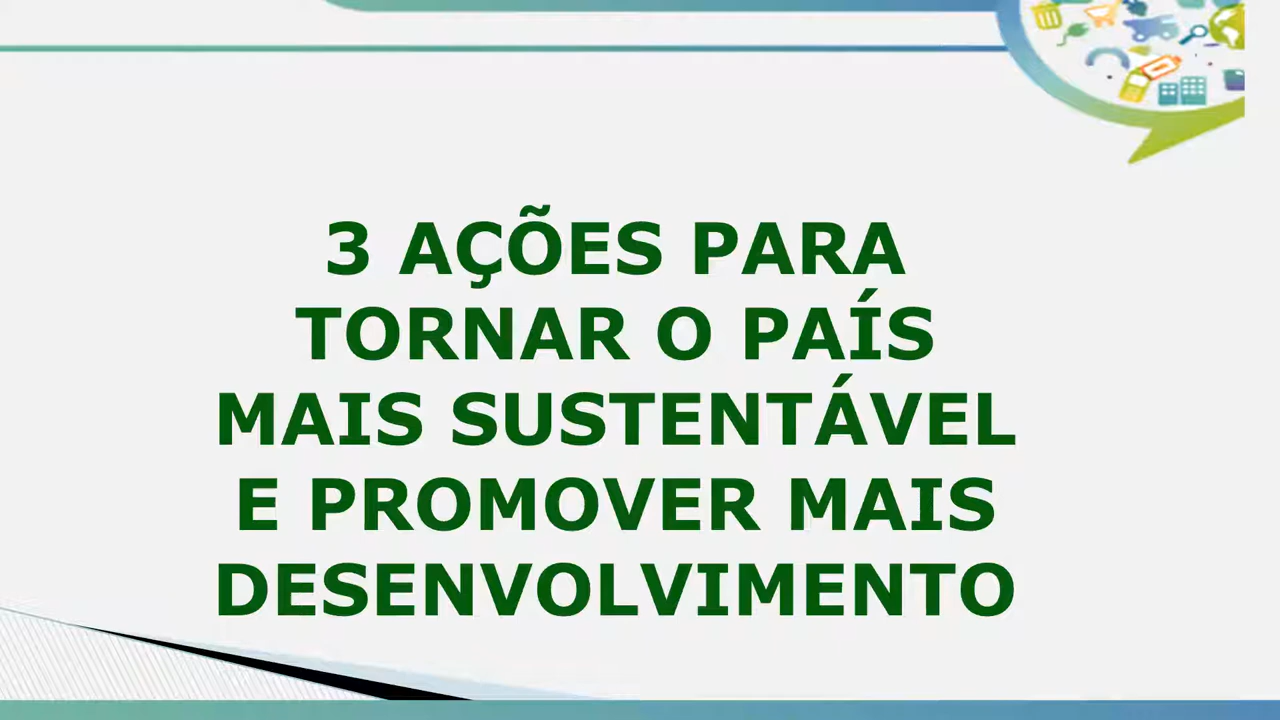 3 AÇÕES PARA
TORNAR O PAÍS
MAIS SUSTENTÁVEL
E PROMOVER MAIS
DESENVOLVIMENTO